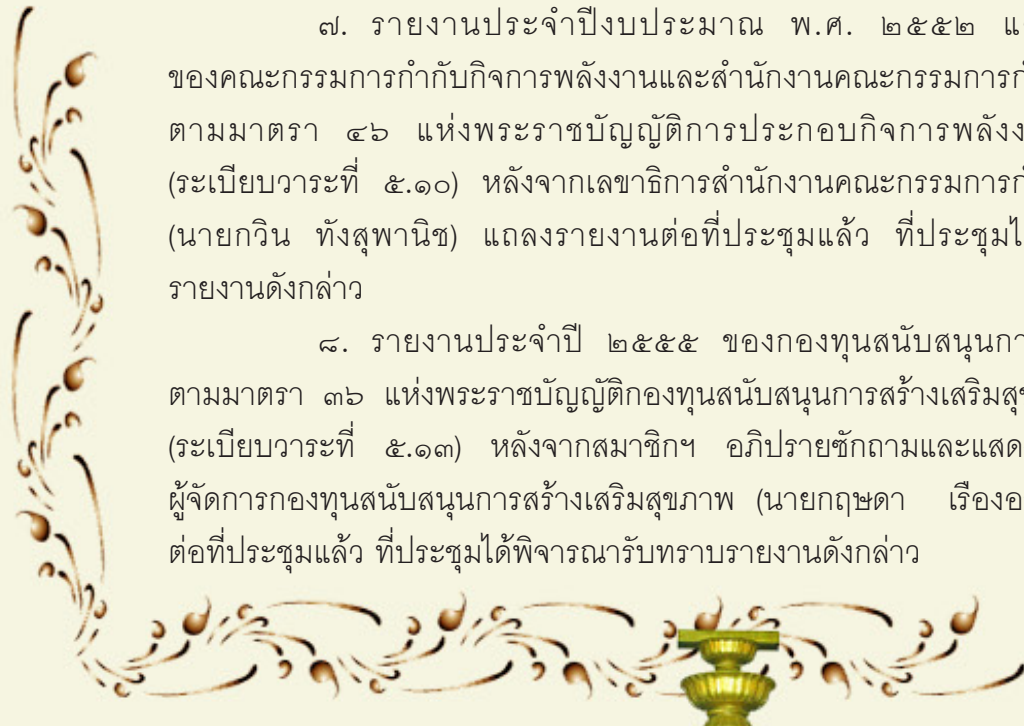 ๗. รายงานประจำปีงบประมาณ พ.ศ. ๒๕๕๒ แ
ของคณะกรรมการกำกับกิจการพลังงานและสำนักงานคณะกรรมการก
ตามมาตรา ๔๖ แห่งพระราชบัญญัติการประกอบกิจการพลังง
(ระเบียบวาระที่ ๕.๑๐) หลังจากเลขาธิการสำนักงานคณะกรรมการก
(นายกวิน ทังสุพานิช) แถลงรายงานต่อที่ประชุมแล้ว ที่ประชุมไ
รายงานดังกล่าว
๘. รายงานประจำปี ๒๕๕๕ ของกองทุนสนับสนุนกา
ตามมาตรา ๓๖ แห่งพระราชบัญญัติกองทุนสนับสนุนการสร้างเสริมสุข
(ระเบียบวาระที่ ๕.๑๓) หลังจากสมาชิกฯ อภิปรายซักถามและแสด
ผู้จัดการกองทุนสนับสนุนการสร้างเสริมสุขภาพ (นายกฤษดา เรืองอ
ต่อที่ประชุมแล้ว ที่ประชุมได้พิจารณารับทราบรายงานดังกล่าว